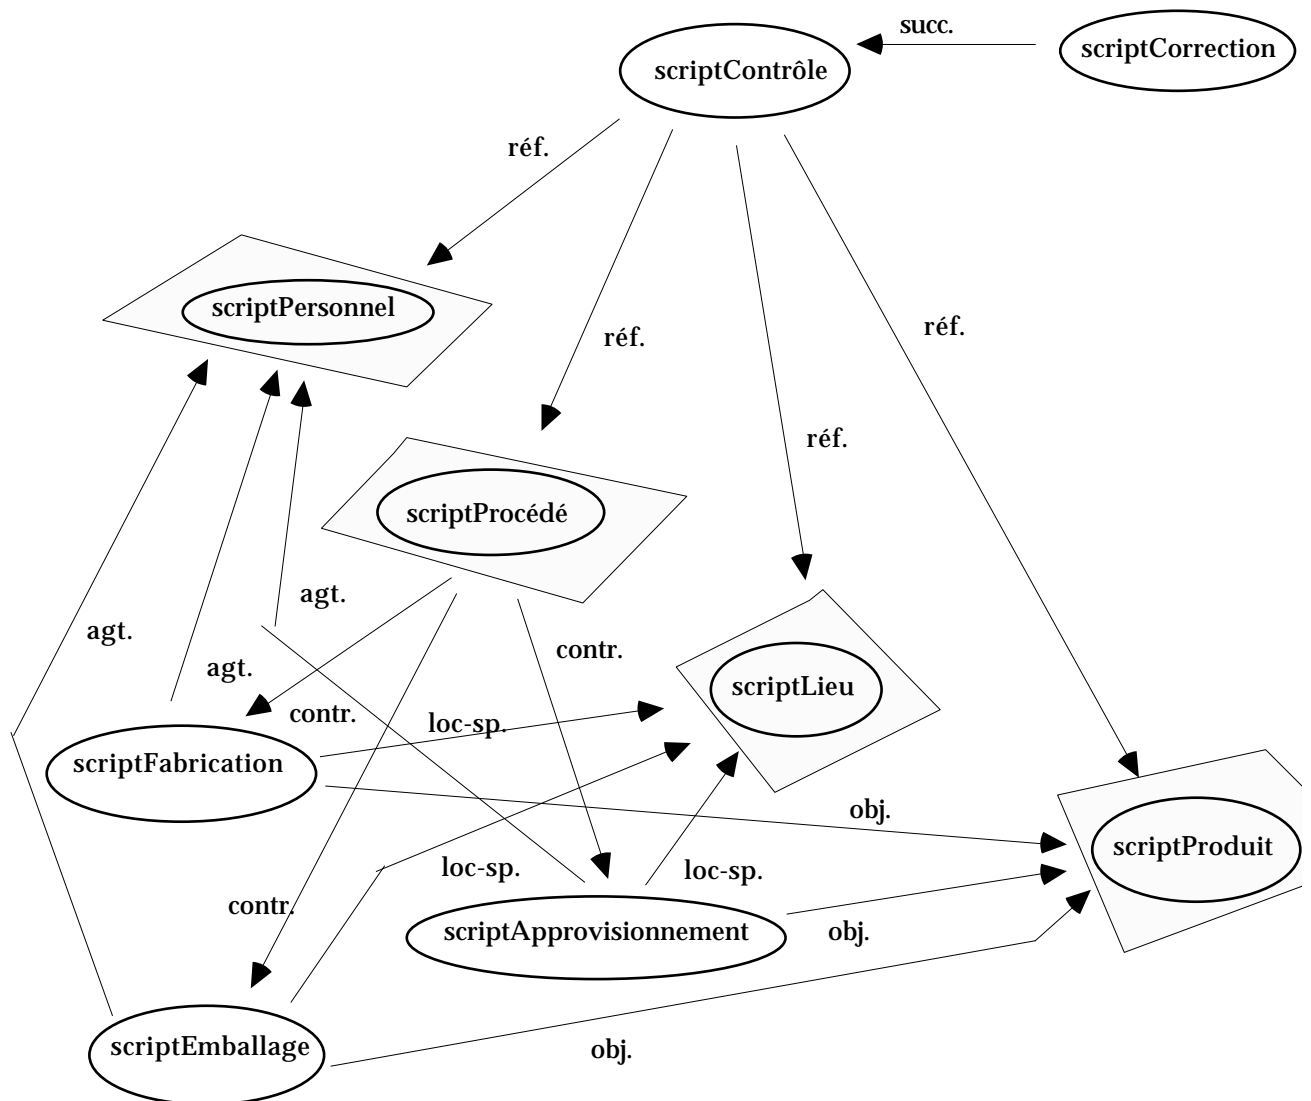 succ.
scriptCorrection
scriptContrôle
réf.
scriptPersonnel
réf.
réf.
réf.
scriptProcédé
agt.
agt.
agt.
contr.
scriptLieu
contr.
loc-sp.
scriptFabrication
obj.
scriptProduit
loc-sp.
loc-sp.
contr.
scriptApprovisionnement
obj.
scriptEmballage
obj.